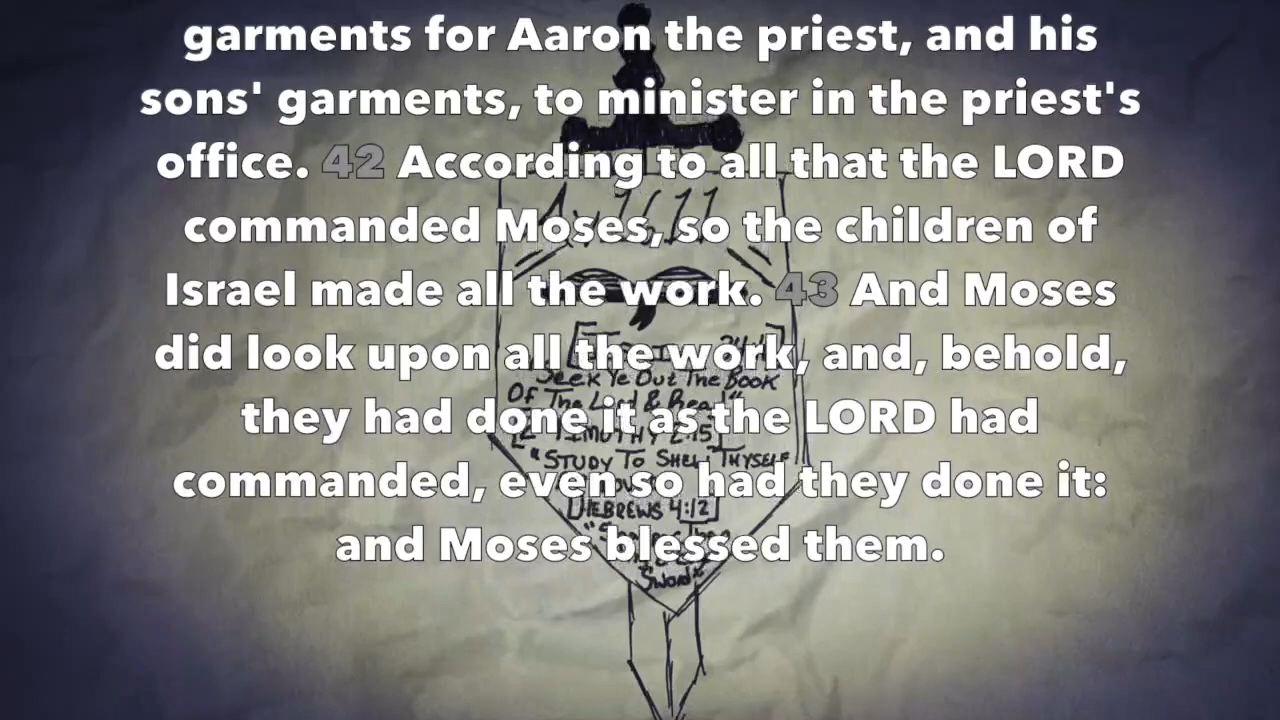 garments for Aaron the priest, and his
sons' garments, to minister in the priest's
office. 42 According to all that the LORD
commanded Moses, so the children of
Israel made all the work. 43 And Moses
did look upon all the work, and, behold,
they had done it as the LORD had
commanded, even so had they done it:
and Moses blessed them.
A.V. 1611
Seek Ye Out The Book
Of The Lord & Read"
TIMOTHY 2:15]
"STUDY TO SHEW THYSELF
[HEBREWS 4:12]
Sword"